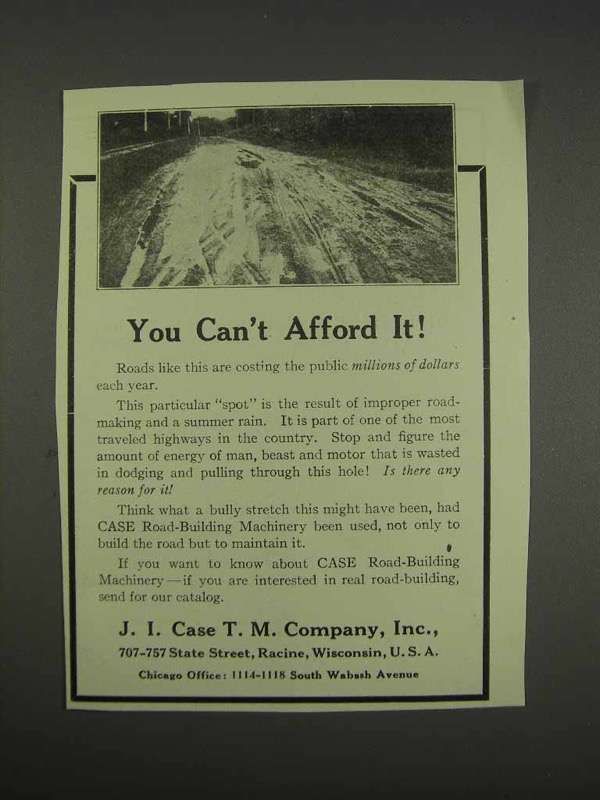 You Can't Afford It!
Roads like this are costing the public millions of dollars
each year.
This particular "spot" is the result of improper road-
making and a summer rain. It is part of one of the most
traveled highways in the country. Stop and figure the
amount of energy of man, beast and motor that is wasted
in dodging and pulling through this hole! Is there any
reason for it!
Think what a bully stretch this might have been, had
CASE Road-Building Machinery been used, not only to
build the road but to maintain it.
If you want to know about CASE Road-Building
Machinery—if you are interested in real road-building,
send for our catalog.
J. I. Case T. M. Company, Inc.,
707-757 State Street, Racine, Wisconsin, U. S. A.
Chicago Office: 1114-1118 South Wabash Avenue